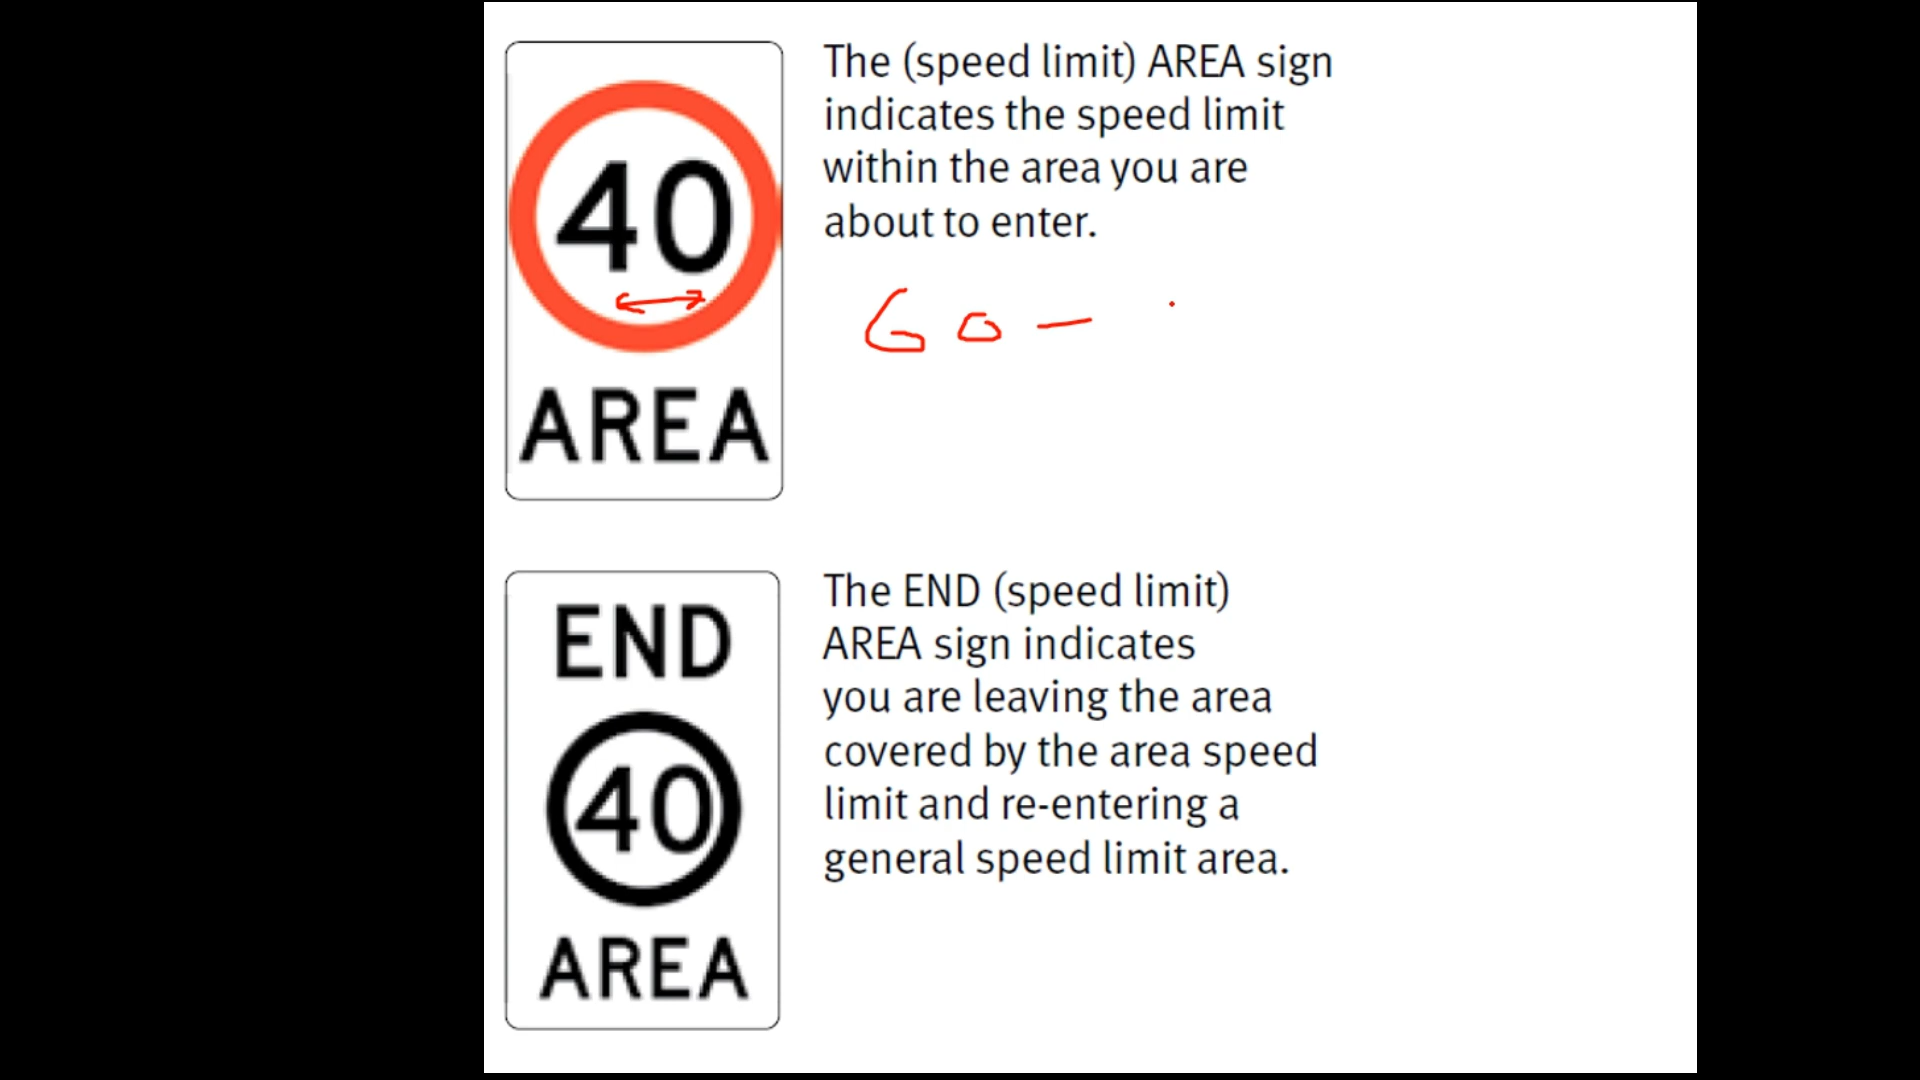 40
AREA
The (speed limit) AREA sign
indicates the speed limit
within the area you are
about to enter.
60 —
END
40
AREA
The END (speed limit)
AREA sign indicates
you are leaving the area
covered by the area speed
limit and re-entering a
general speed limit area.